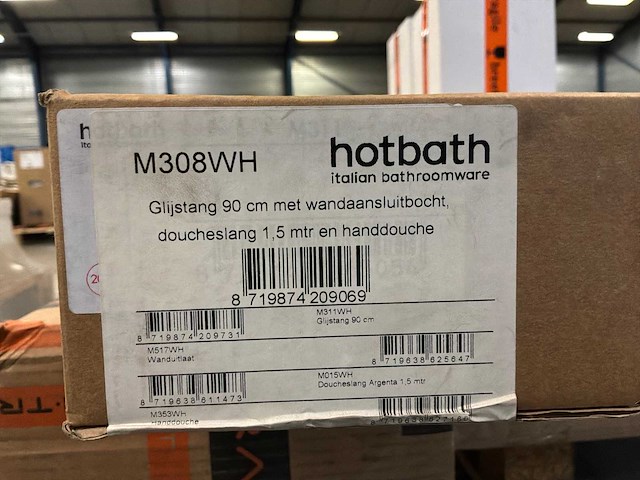 M308WH
hotbath
italian bathroomware
Glijstang 90 cm met wandaansluitbocht,
doucheslang 1,5 mtr en handdouche
8 719874 209069
M311WH
Glijstang 90 cm
8 719874 209731
M517WH
Wanduitlaat
8 719638 625647
M015WH
Doucheslang Argenta 1,5 mtr
8 719638 611473
M353WH
Handdouche